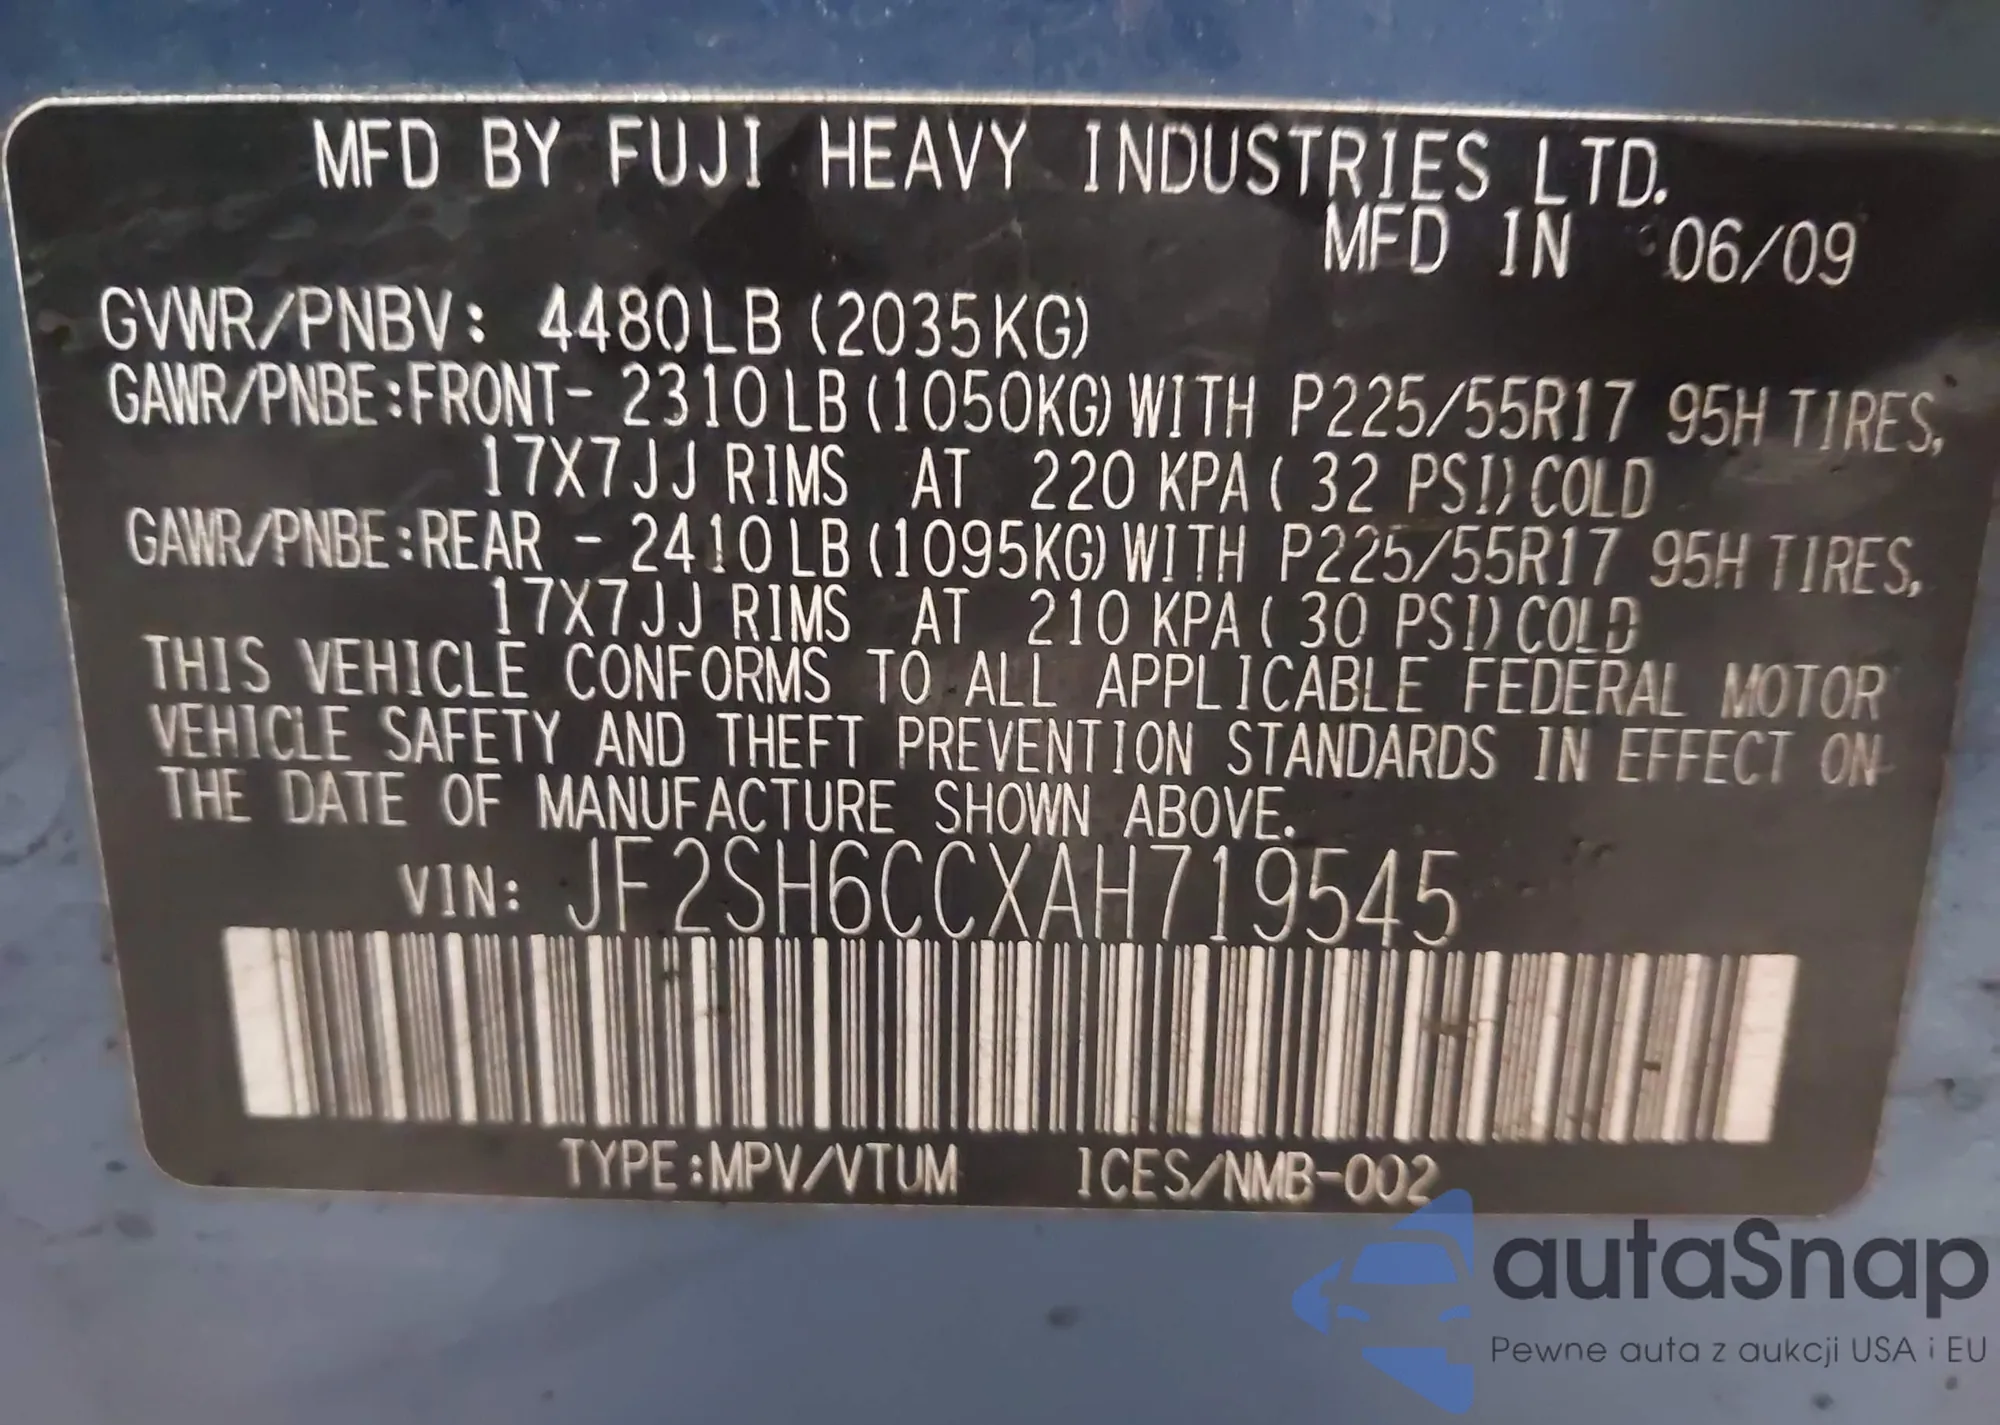 MFD BY FUJI HEAVY INDUSTRIES LTD.
MFD IN 06/09
GVWR/PNBV: 4480LB (2035KG)
GAWR/PNBE:FRONT- 2310LB (1050KG) WITH P225/55R17 95H TIRES,
17X7JJ RIMS AT 220 KPA ( 32 PSI) COLD
GAWR/PNBE:REAR - 2410LB (1095KG) WITH P225/55R17 95H TIRES,
17X7JJ RIMS AT 210 KPA ( 30 PSI) COLD
THIS VEHICLE CONFORMS TO ALL APPLICABLE FEDERAL MOTOR
VEHICLE SAFETY AND THEFT PREVENTION STANDARDS IN EFFECT ON
THE DATE OF MANUFACTURE SHOWN ABOVE.
VIN: JF2SH6CCXAH719545
TYPE:MPV/VTUM ICES/NMB-002
autaSnap
Pewne auta z aukcji USA i EU